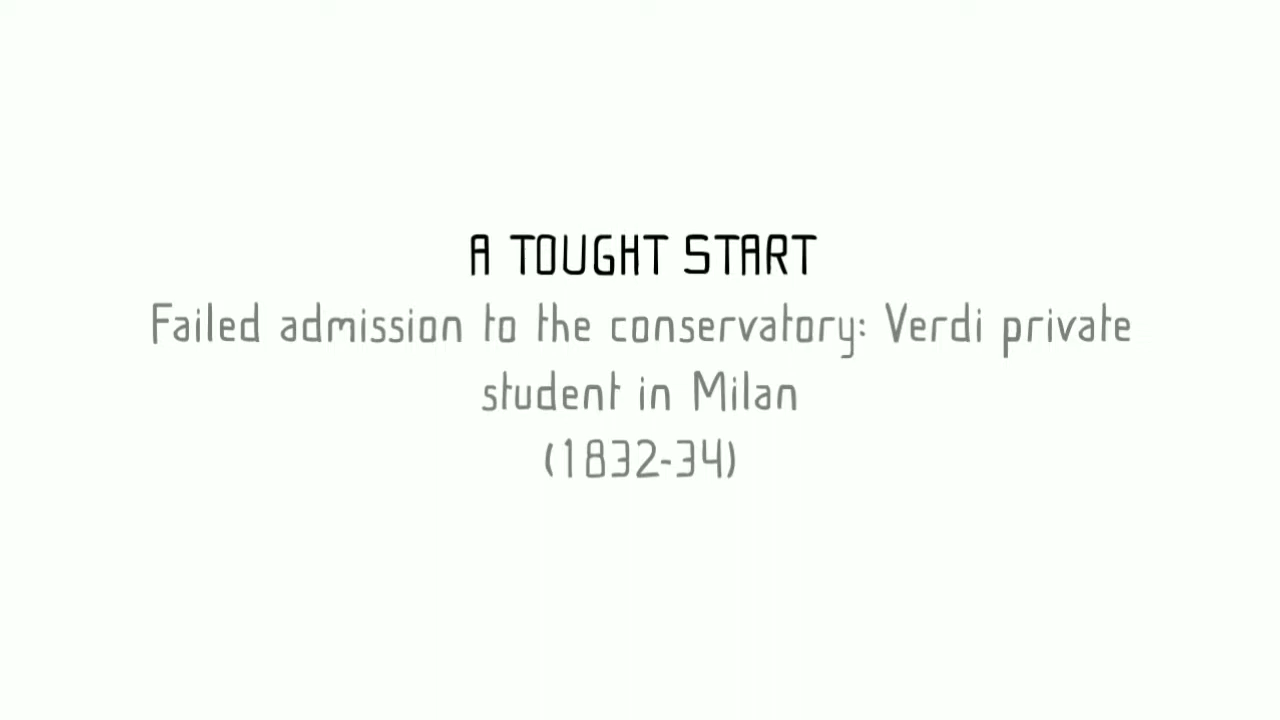 A TOUGHT START
Failed admission to the conservatory: Verdi private
student in Milan
(1832-34)